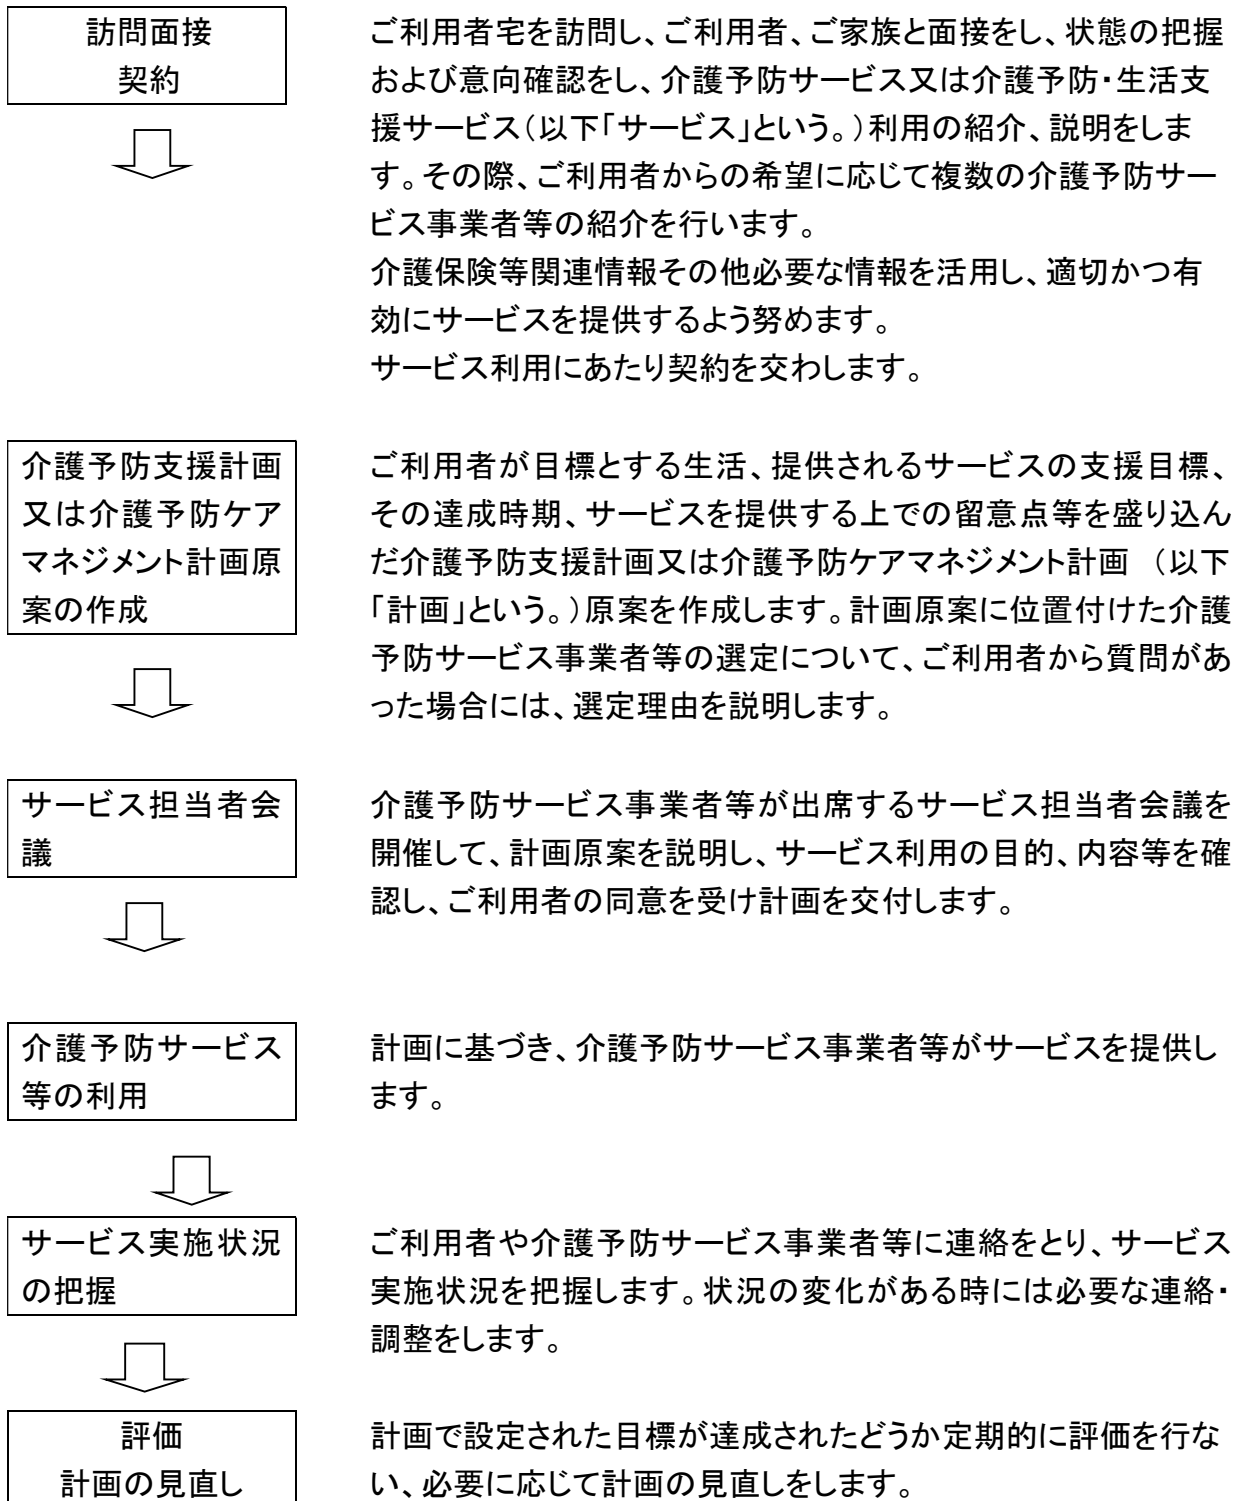 訪問面接
契約
ご利用者宅を訪問し、ご利用者、ご家族と面接をし、状態の把握
および意向確認をし、介護予防サービス又は介護予防・生活支
援サービス（以下「サービス」という。）利用の紹介、説明をしま
す。その際、ご利用者からの希望に応じて複数の介護予防サー
ビス事業者等の紹介を行います。
介護保険等関連情報その他必要な情報を活用し、適切かつ有
効にサービスを提供するよう努めます。
サービス利用にあたり契約を交わします。
介護予防支援計画
又は介護予防ケア
マネジメント計画原
案の作成
ご利用者が目標とする生活、提供されるサービスの支援目標、
その達成時期、サービスを提供する上での留意点等を盛り込ん
だ介護予防支援計画又は介護予防ケアマネジメント計画　（以下
「計画」という。）原案を作成します。計画原案に位置付けた介護
予防サービス事業者等の選定について、ご利用者から質問があ
った場合には、選定理由を説明します。
サービス担当者会
議
介護予防サービス事業者等が出席するサービス担当者会議を
開催して、計画原案を説明し、サービス利用の目的、内容等を確
認し、ご利用者の同意を受け計画を交付します。
介護予防サービス
等の利用
計画に基づき、介護予防サービス事業者等がサービスを提供し
ます。
サービス実施状況
の把握
ご利用者や介護予防サービス事業者等に連絡をとり、サービス
実施状況を把握します。状況の変化がある時には必要な連絡・
調整をします。
評価
計画の見直し
計画で設定された目標が達成されたどうか定期的に評価を行な
い、必要に応じて計画の見直しをします。